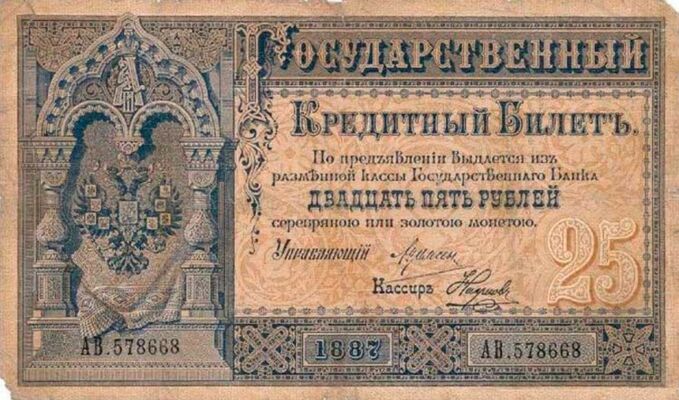 Государственный
Кредитный Билетъ.
По предъявленіи выдается изъ
размѣнной кассы Государственнаго Банка
ДВАДЦАТЬ ПЯТЬ РУБЛЕЙ
серебряною или золотою монетою.
Управляющій
Кассиръ
25
АВ.578668
1887
АВ.578668